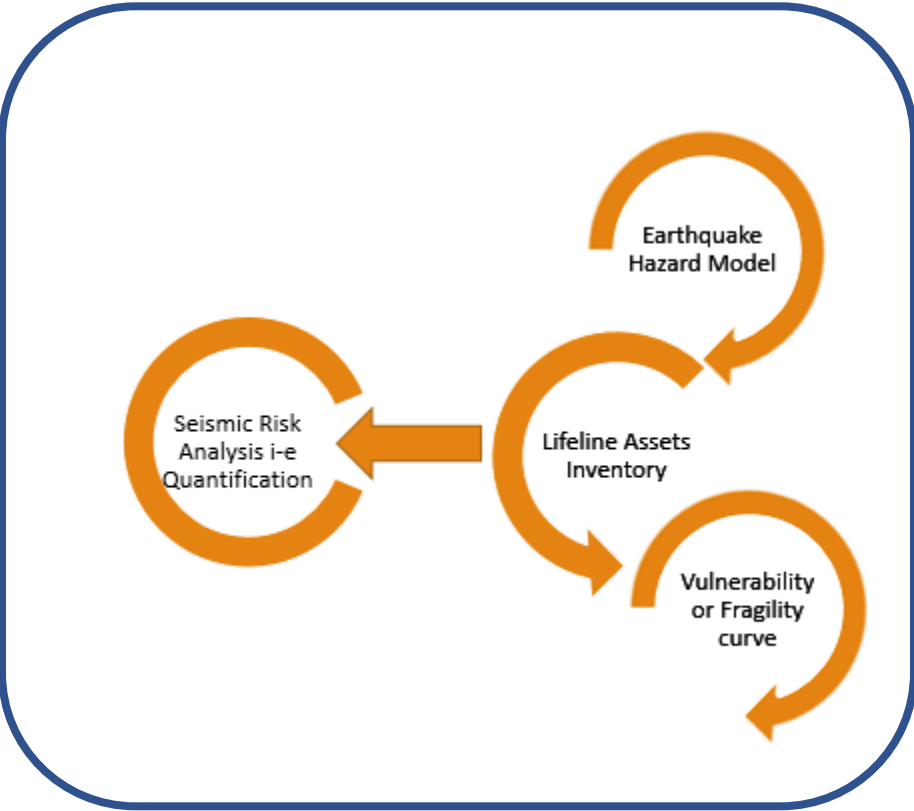 Earthquake
Hazard Model
Seismic Risk
Analysis i-e
Quantification
Lifeline Assets
Inventory
Vulnerability
or Fragility
curve